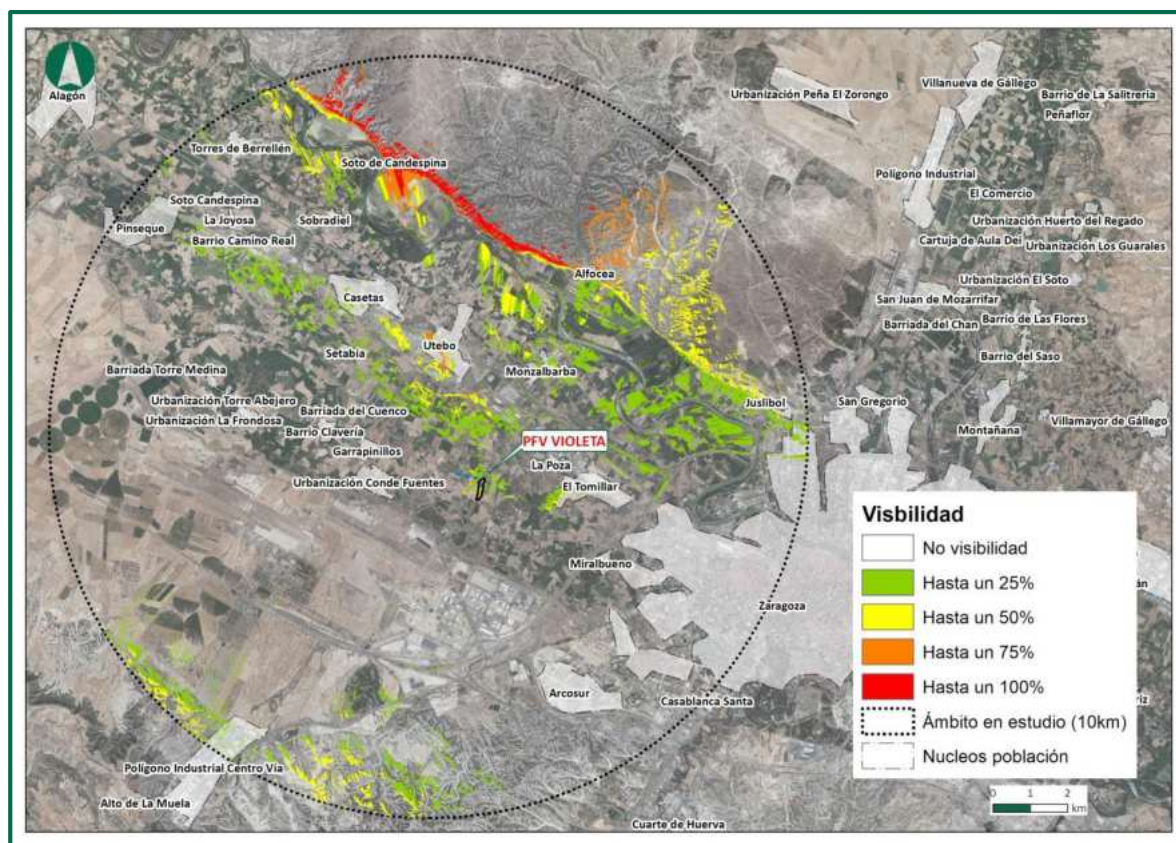 Alagón
Urbanización Peña El Zorongo
Villanueva de Gállego
Barrio de La Salitrería
Peñaflor
Torres de Berrellén
Soto de Candespina
Polígono Industrial
El Comercio
Soto Candespina
La Joyosa
Sobradiel
Pinseque
Barrio Camino Real
Urbanización Huerto del Regado
Cartuja de Aula Dei
Urbanización Los Guarales
Alfocea
Urbanización El Soto
Casetas
San Juan de Mozarrifar
Barriada del Chan
Barrio de Las Flores
Setabia
Utebo
Barrio del Saso
Barriada Torre Medina
Monzalbarba
Urbanización Torre Abejero
Barriada del Cuenco
Juslibol
San Gregorio
Urbanización La Frondosa
Barrio Clavería
Montañana
Villamayor de Gállego
PFV VIOLETA
Garrapinillos
La Poza
Urbanización Conde Fuentes
El Tomillar
Miralbueno
Zaragoza
Arcosur
Casablanca Santa
Polígono Industrial Centro Vía
Alto de La Muela
Cuarte de Huerva
Visbilidad
No visibilidad
Hasta un 25%
Hasta un 50%
Hasta un 75%
Hasta un 100%
Ámbito en estudio (10km)
Nucleos población
0 1 2
km